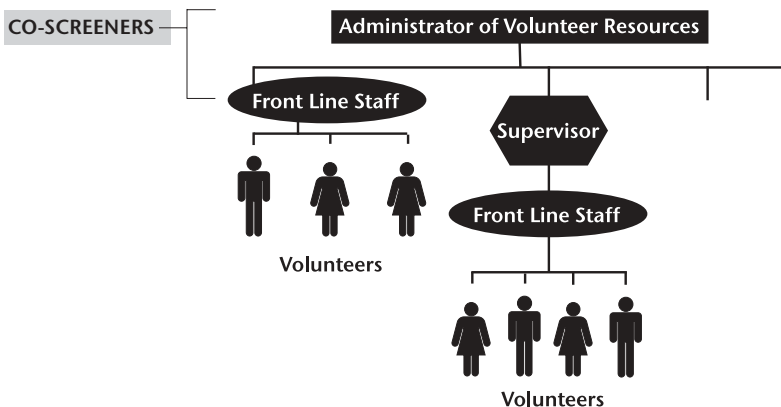 CO-SCREENERS
Administrator of Volunteer Resources
Front Line Staff
Supervisor
Volunteers
Front Line Staff
Volunteers